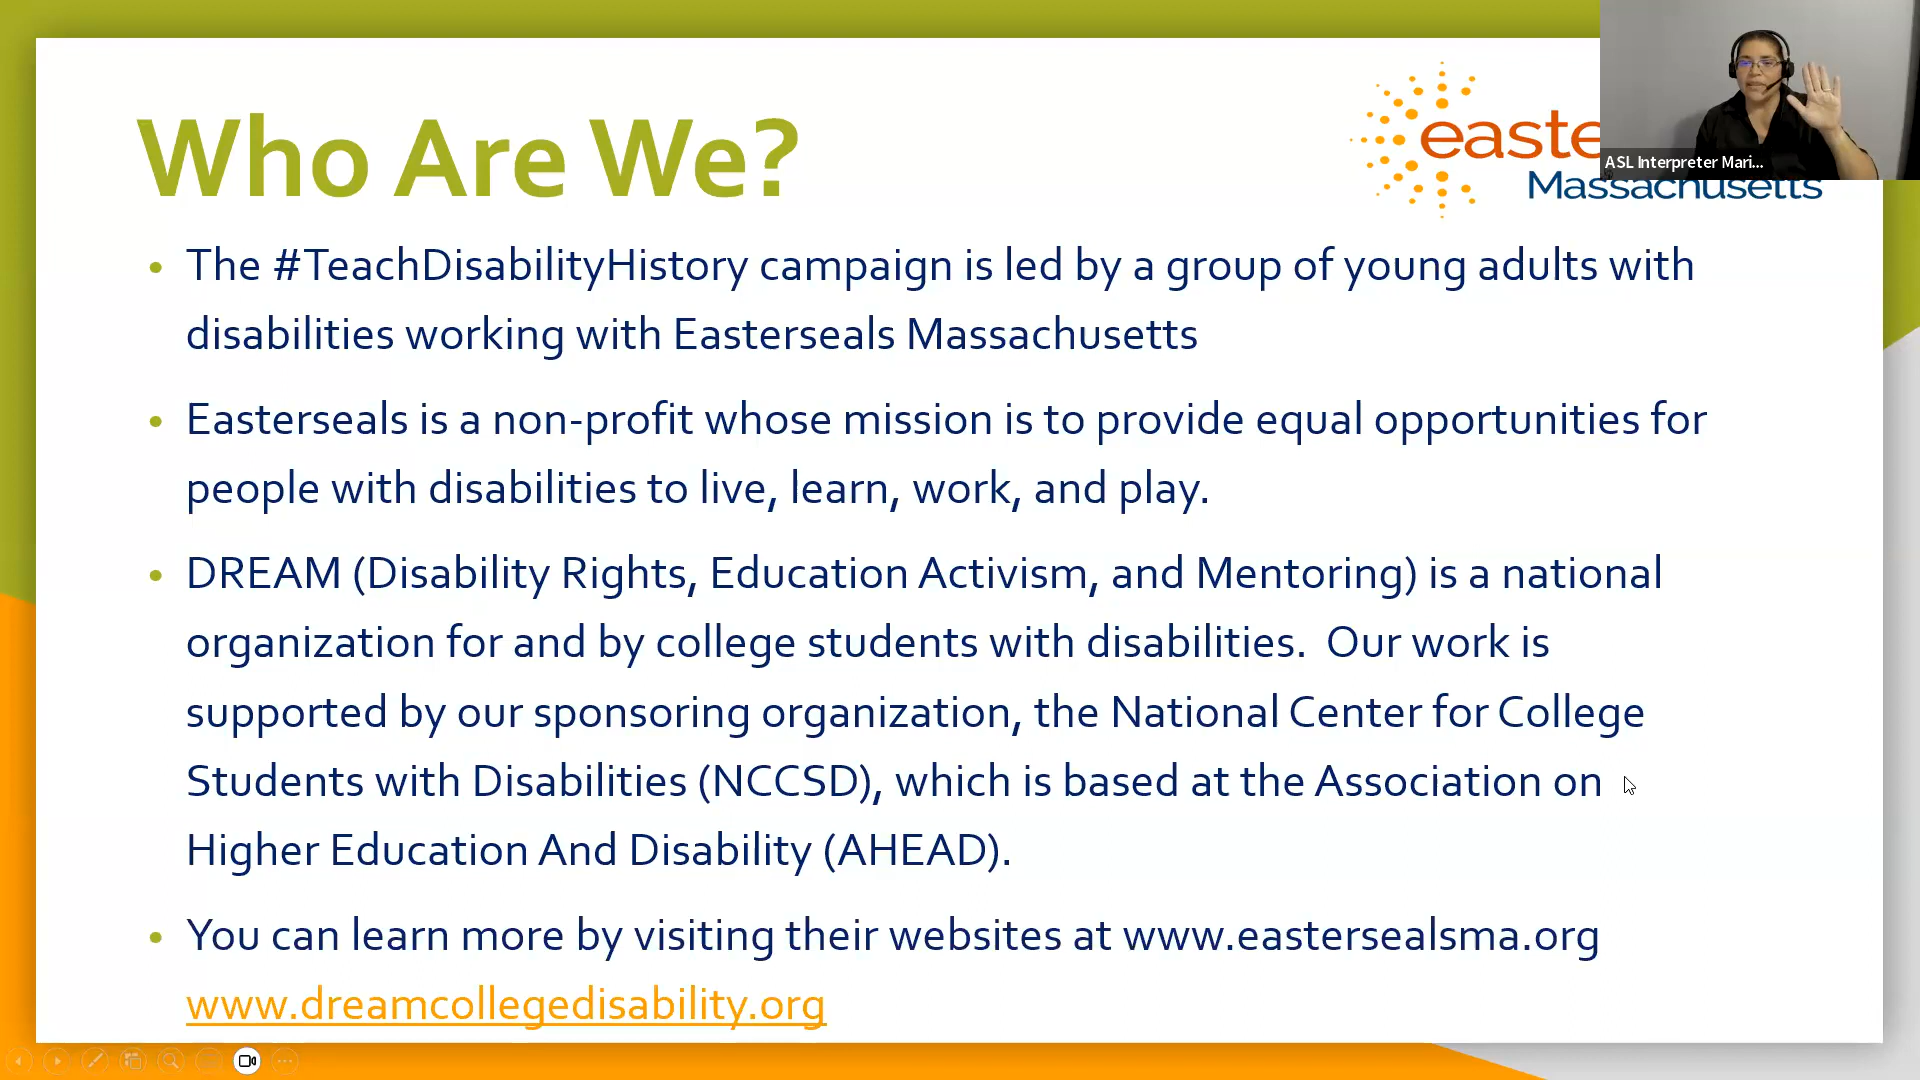 Who Are We?
easte
Massachusetts
ASL Interpreter Mari...
• The #TeachDisabilityHistory campaign is led by a group of young adults with
disabilities working with Easterseals Massachusetts
• Easterseals is a non-profit whose mission is to provide equal opportunities for
people with disabilities to live, learn, work, and play.
• DREAM (Disability Rights, Education Activism, and Mentoring) is a national
organization for and by college students with disabilities.  Our work is
supported by our sponsoring organization, the National Center for College
Students with Disabilities (NCCSD), which is based at the Association on
Higher Education And Disability (AHEAD).
• You can learn more by visiting their websites at www.eastersealsma.org
www.dreamcollegedisability.org